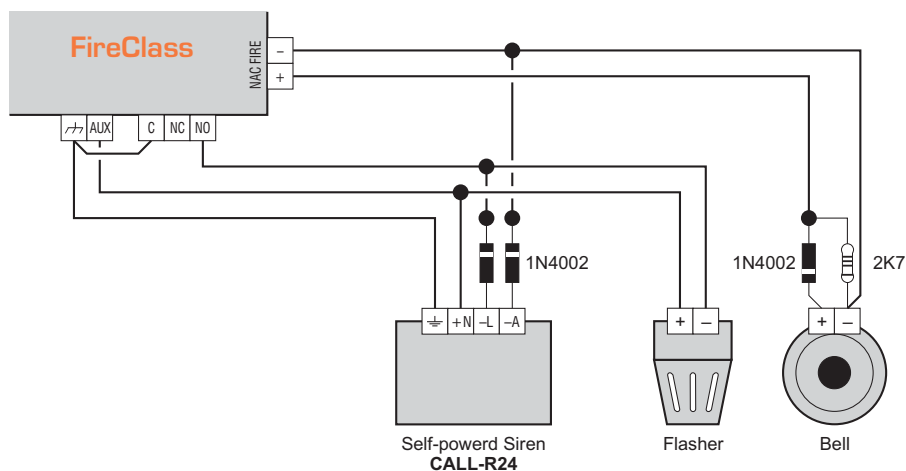 FireClass
NAC FIRE
–
+
AUX
C
NC
NO
1N4002
1N4002
2K7
+N
–L
–A
+
–
+
–
Self-powerd Siren
CALL-R24
Flasher
Bell